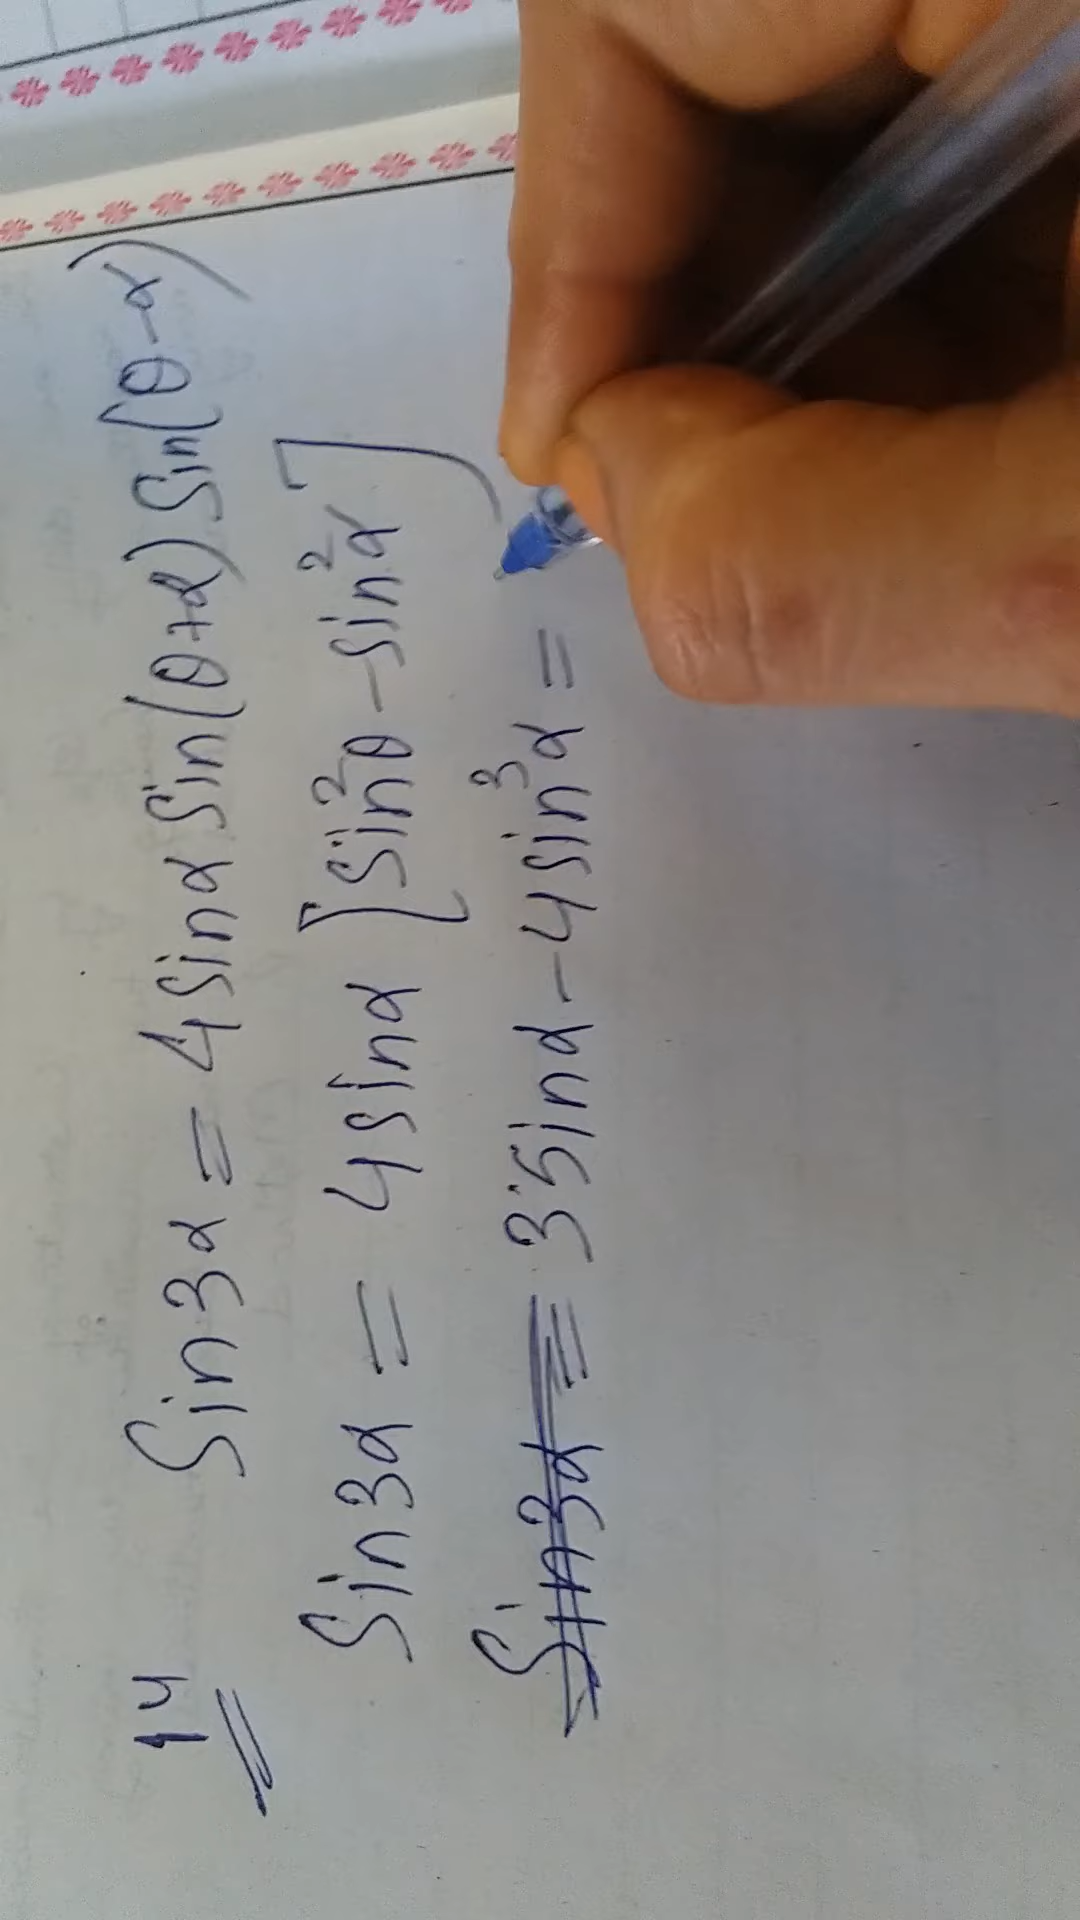 14 Sin3α = 4sinα sin(θ+α) sin(θ-α)
Sin3α = 4sinα [sin²θ - sin²α]
Sin3α = 3sinα - 4sin³α =